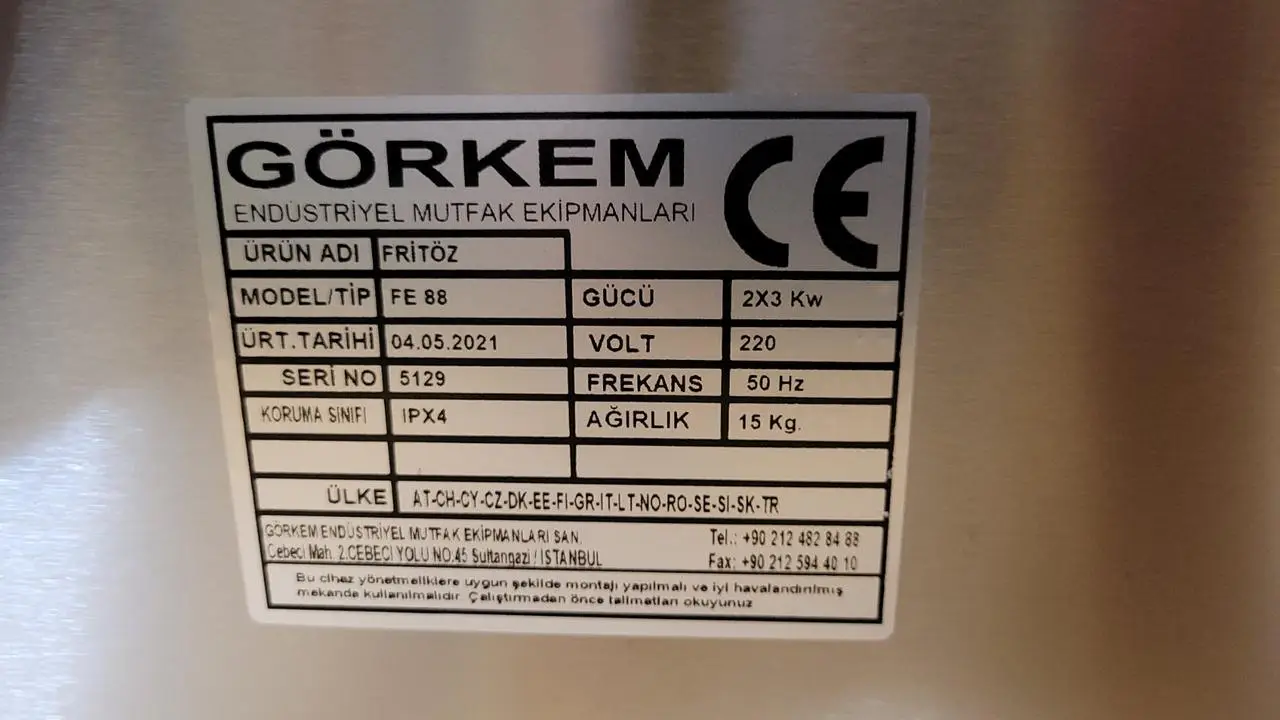 GÖRKEM CE
ENDÜSTRİYEL MUTFAK EKİPMANLARI
ÜRÜN ADI FRİTÖZ
MODEL/TİP FE 88 GÜCÜ 2X3 Kw
ÜRT.TARİHİ 04.05.2021 VOLT 220
SERİ NO 5129 FREKANS 50 Hz
KORUMA SINIFI IPX4 AĞIRLIK 15 Kg.
ÜLKE AT-CH-CY-CZ-DK-EE-FI-GR-IT-LT-NO-RO-SE-SI-SK-TR
GÖRKEM ENDÜSTRİYEL MUTFAK EKİPMANLARI SAN. Tel.: +90 212 482 84 88
Cebeci Mah. 2.CEBECİ YOLU NO:45 Sultangazi / İSTANBUL Fax: +90 212 594 40 10
Bu cihaz yönetmeliklere uygun şekilde montajı yapılmalı ve iyi havalandırılmış
mekanda kullanılmalıdır Çalıştırmadan önce talimatları okuyunuz